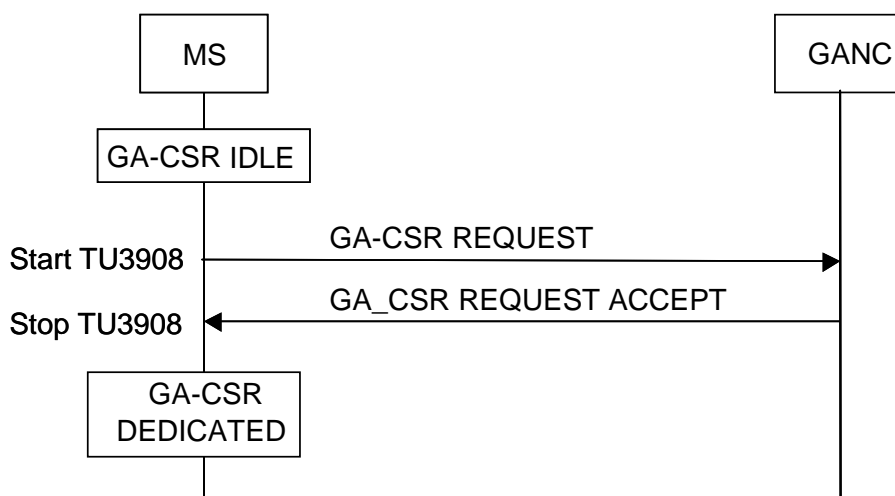 MS
GANC
GA-CSR IDLE
GA-CSR REQUEST
Start TU3908
GA_CSR REQUEST ACCEPT
Stop TU3908
GA-CSR
DEDICATED